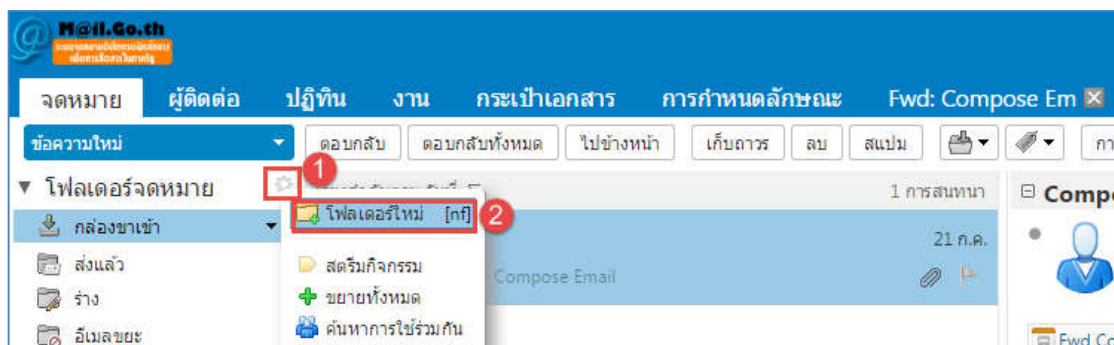 M@il.Go.th
จดหมาย ผู้ติดต่อ ปฏิทิน งาน กระเป๋าเอกสาร การกำหนดลักษณะ Fwd: Compose Em
ข้อความใหม่ ตอบกลับ ตอบกลับทั้งหมด ไปข้างหน้า เก็บถาวร ลบ สแปม กา
1
โฟลเดอร์จดหมาย 1 การสนทนา Compo
โฟลเดอร์ใหม่ [nf] 2
กล่องขาเข้า 21 ก.ค.
ส่งแล้ว สตรีมกิจกรรม Compose Email
ร่าง ขยายทั้งหมด
อีเมลขยะ ค้นหาการใช้ร่วมกัน Fwd Co